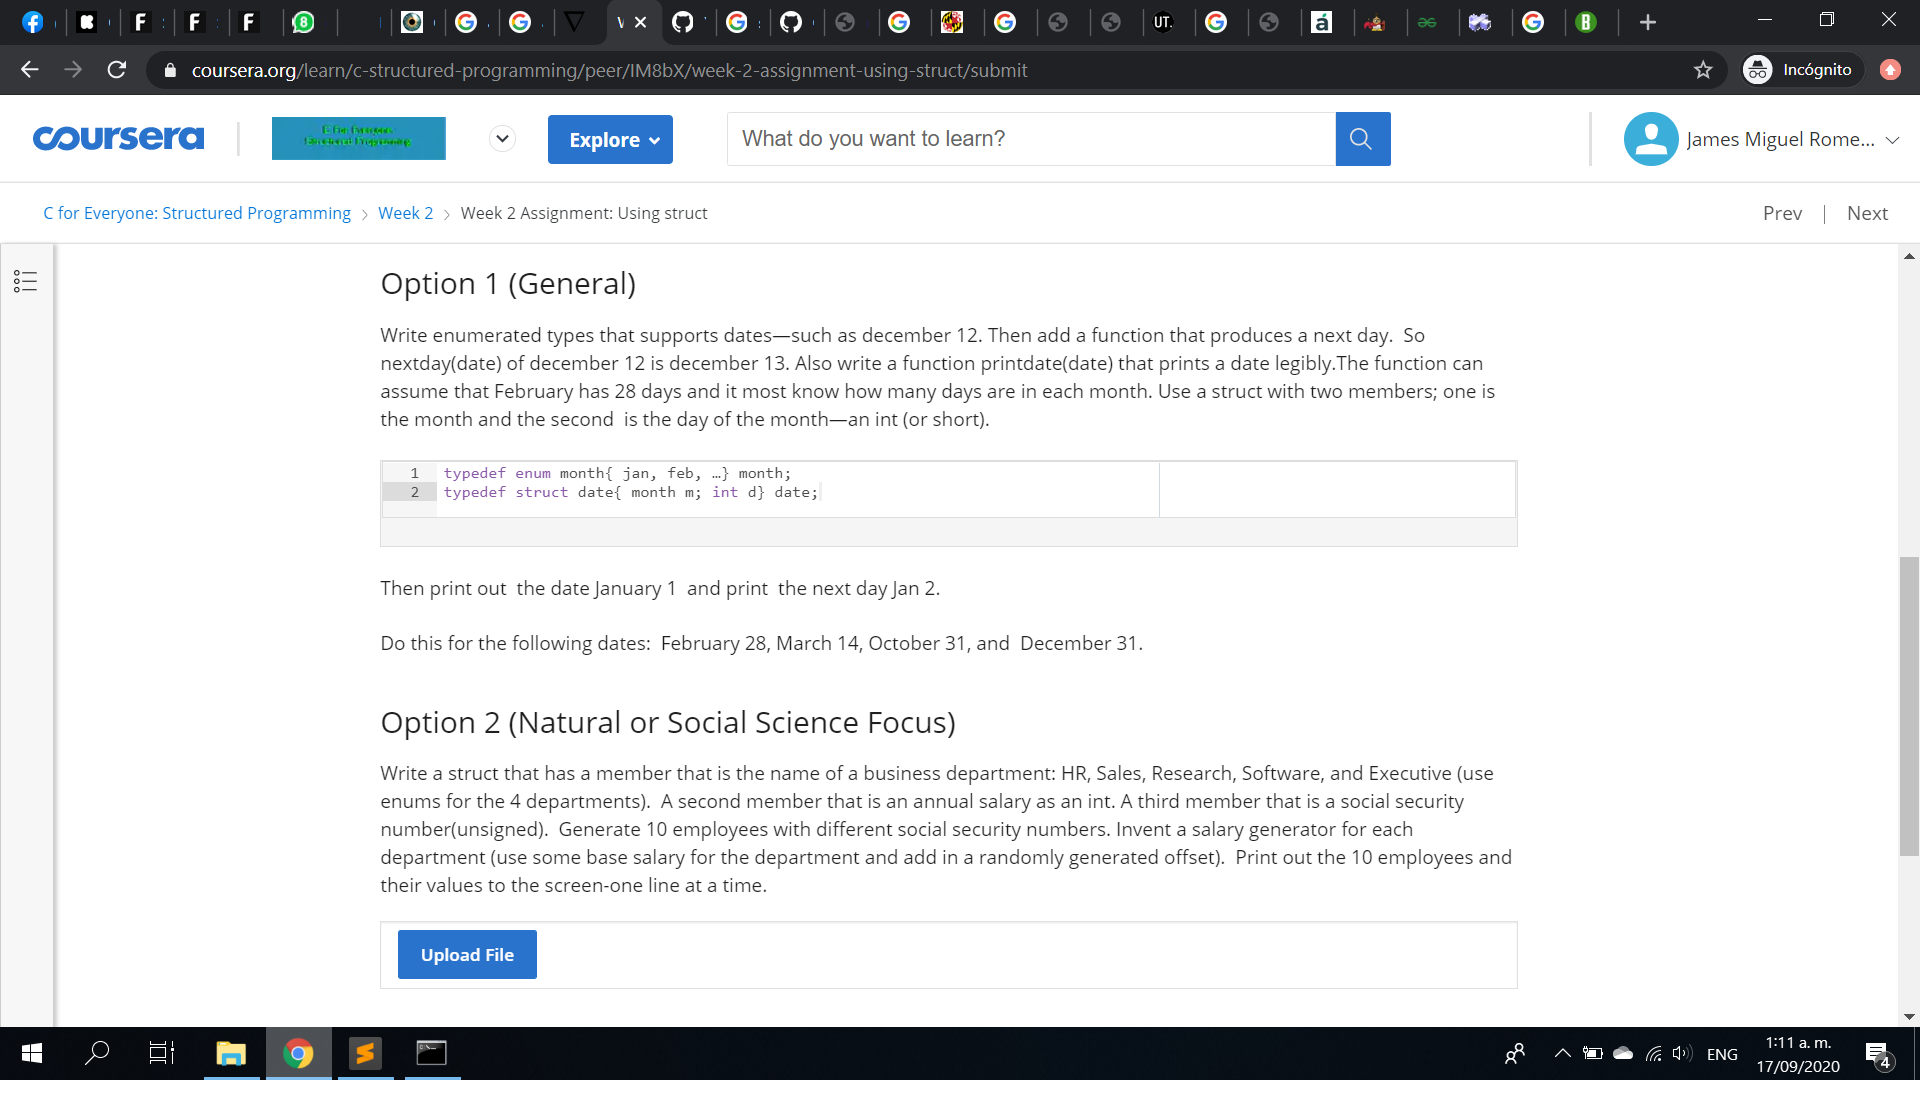 coursera.org/learn/c-structured-programming/peer/IM8bX/week-2-assignment-using-struct/submit
Incógnito
coursera
Explore
What do you want to learn?
James Miguel Rome...
C for Everyone: Structured Programming > Week 2 > Week 2 Assignment: Using struct
Prev | Next
Option 1 (General)
Write enumerated types that supports dates—such as december 12. Then add a function that produces a next day.  So
nextday(date) of december 12 is december 13. Also write a function printdate(date) that prints a date legibly.The function can
assume that February has 28 days and it most know how many days are in each month. Use a struct with two members; one is
the month and the second  is the day of the month—an int (or short).
1 typedef enum month{ jan, feb, …} month;
2 typedef struct date{ month m; int d} date;
Then print out  the date January 1  and print  the next day Jan 2.
Do this for the following dates:  February 28, March 14, October 31, and  December 31.
Option 2 (Natural or Social Science Focus)
Write a struct that has a member that is the name of a business department: HR, Sales, Research, Software, and Executive (use
enums for the 4 departments).  A second member that is an annual salary as an int. A third member that is a social security
number(unsigned).  Generate 10 employees with different social security numbers. Invent a salary generator for each
department (use some base salary for the department and add in a randomly generated offset).  Print out the 10 employees and
their values to the screen-one line at a time.
Upload File
ENG
1:11 a. m.
17/09/2020
4